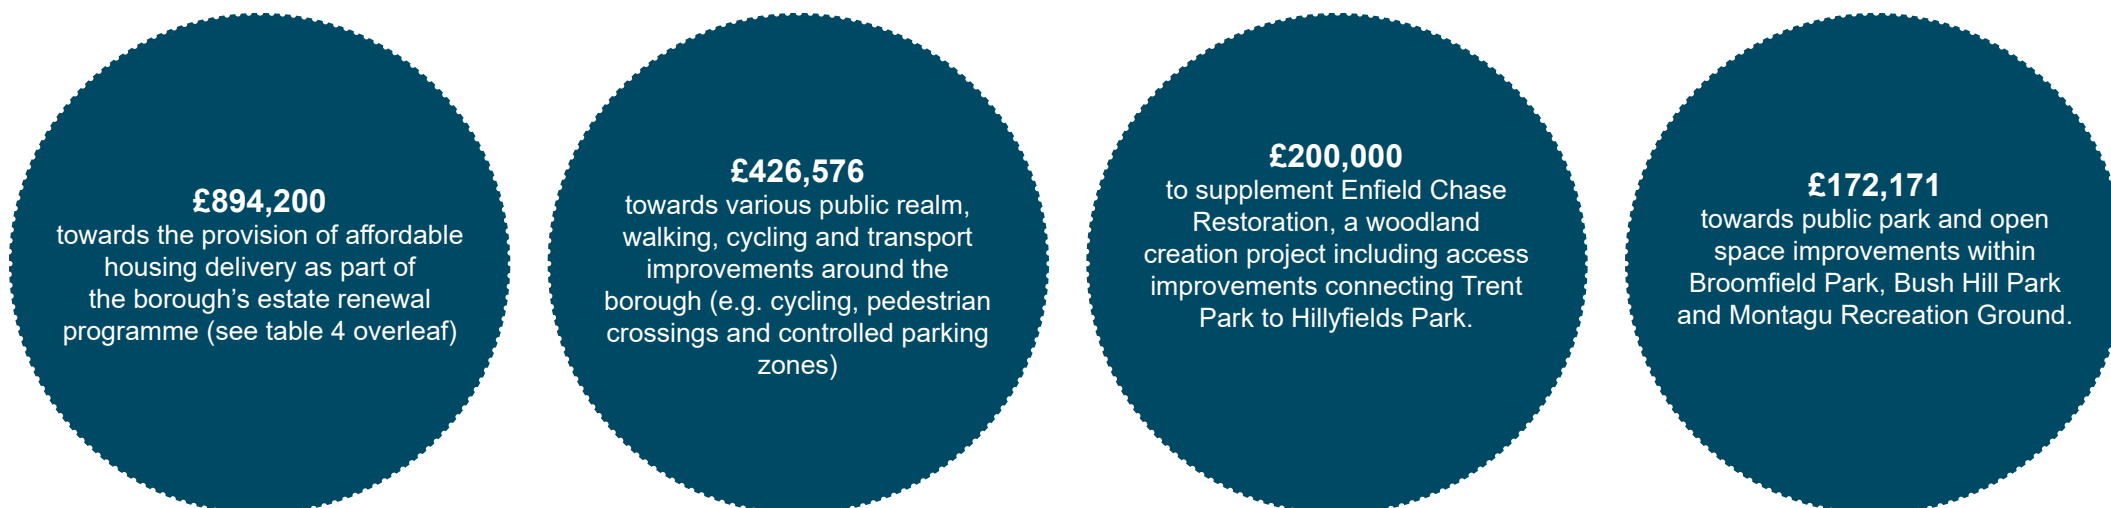 £894,200
towards the provision of affordable
housing delivery as part of
the borough’s estate renewal
programme (see table 4 overleaf)
£426,576
towards various public realm,
walking, cycling and transport
improvements around the
borough (e.g. cycling, pedestrian
crossings and controlled parking
zones)
£200,000
to supplement Enfield Chase
Restoration, a woodland
creation project including access
improvements connecting Trent
Park to Hillyfields Park.
£172,171
towards public park and open
space improvements within
Broomfield Park, Bush Hill Park
and Montagu Recreation Ground.